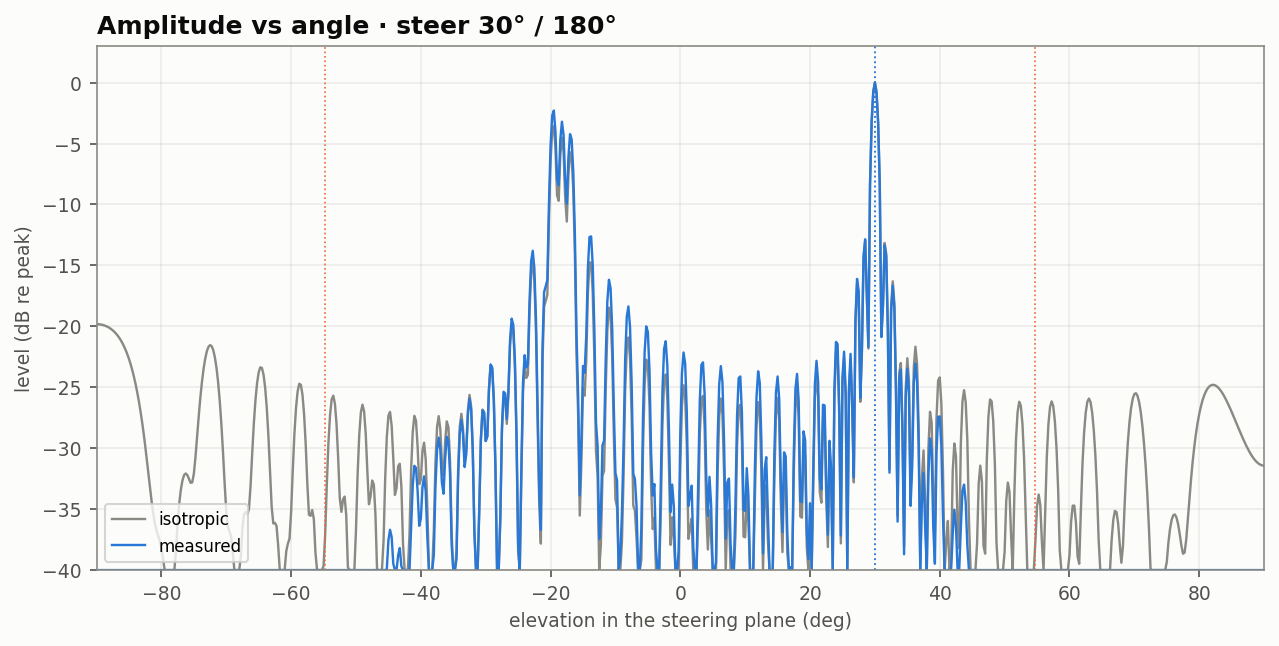 Amplitude vs angle · steer 30° / 180°
level (dB re peak)
0
−5
−10
−15
−20
−25
−30
−35
−40
isotropic
measured
−80 −60 −40 −20 0 20 40 60 80
elevation in the steering plane (deg)